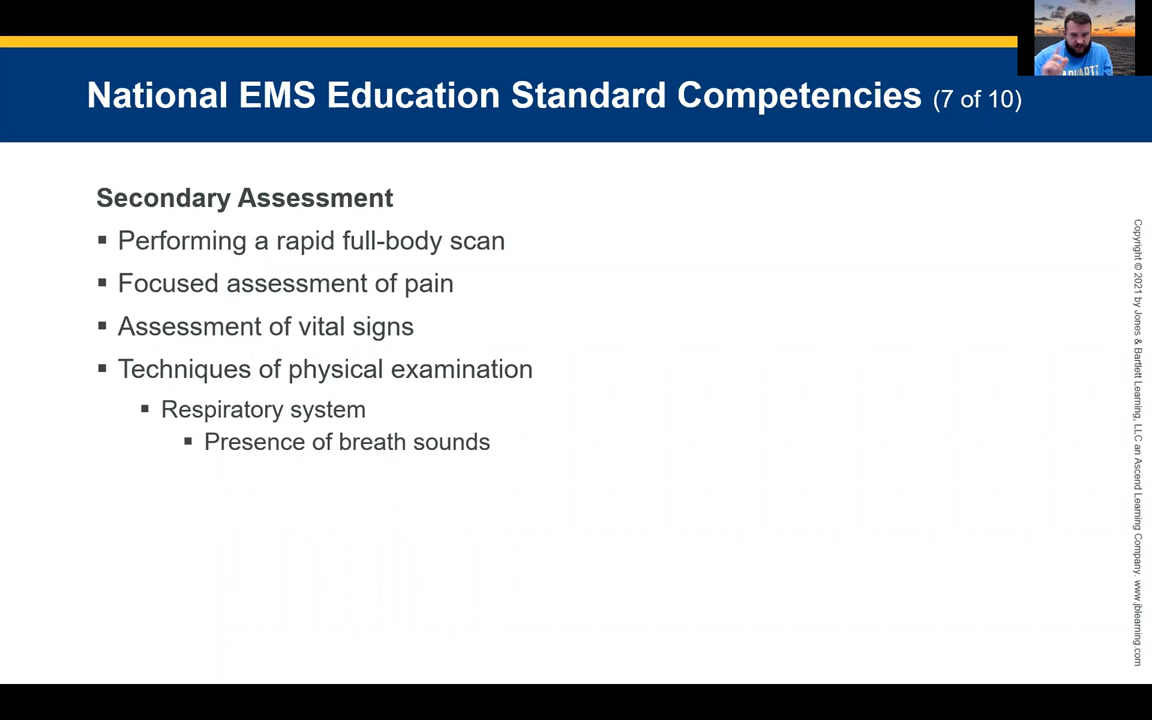 National EMS Education Standard Competencies (7 of 10)
Secondary Assessment
▪ Performing a rapid full-body scan
▪ Focused assessment of pain
▪ Assessment of vital signs
▪ Techniques of physical examination
▪ Respiratory system
▪ Presence of breath sounds
Copyright © 2021 by Jones & Bartlett Learning, LLC an Ascend Learning Company. www.jblearning.com